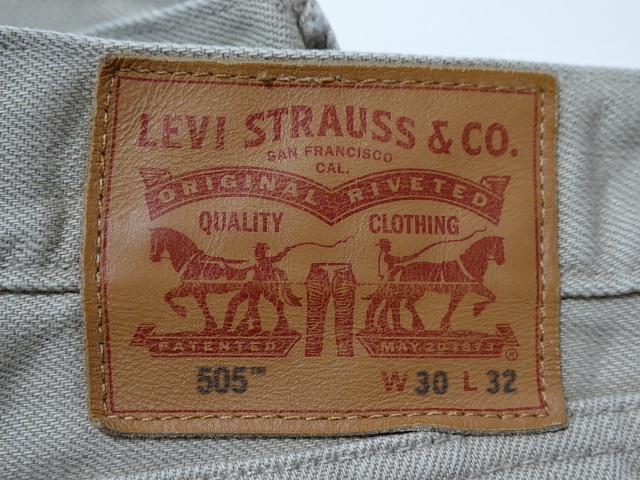 LEVI STRAUSS & CO.
SAN FRANCISCO
CAL.
ORIGINAL RIVETED
QUALITY CLOTHING
PATENTED MAY 20 1873 ®
505™ W 30 L 32